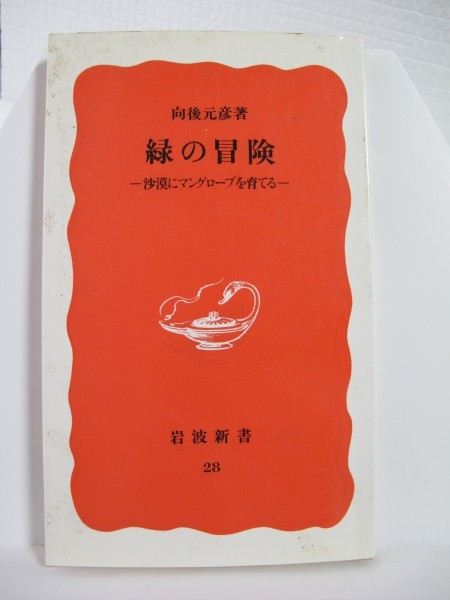 向後元彦著
緑の冒険
―沙漠にマングローブを育てる―
岩波新書
28